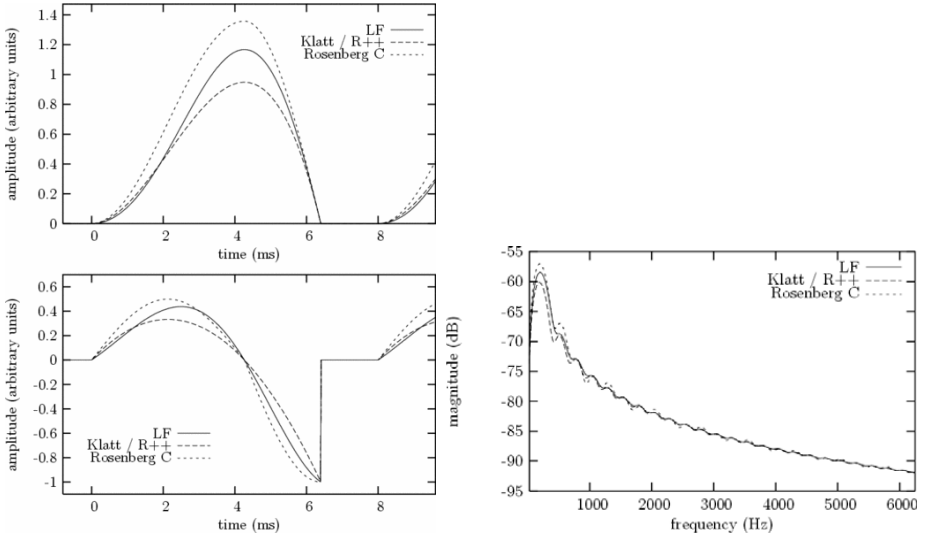 amplitude (arbitrary units)
1.4
1.2
1
0.8
0.6
0.4
0.2
0
LF
Klatt / R++
Rosenberg C
0 2 4 6 8
time (ms)
amplitude (arbitrary units)
0.6
0.4
0.2
0
-0.2
-0.4
-0.6
-0.8
-1
LF
Klatt / R++
Rosenberg C
0 2 4 6 8
time (ms)
magnitude (dB)
-55
-60
-65
-70
-75
-80
-85
-90
-95
LF
Klatt / R++
Rosenberg C
1000 2000 3000 4000 5000 6000
frequency (Hz)